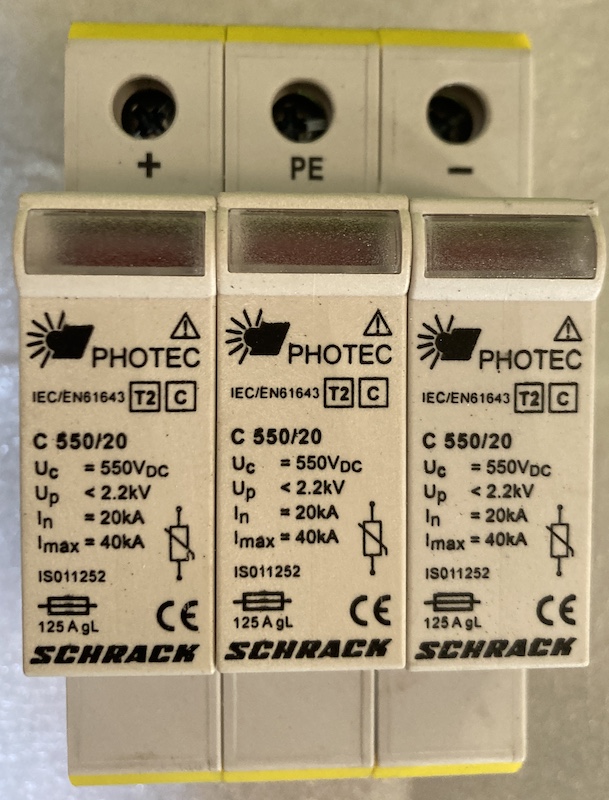 + PE -
PHOTEC
IEC/EN61643 T2 C
C 550/20
Uc = 550VDC
Up < 2.2kV
In = 20kA
Imax = 40kA
IS011252
125 A gL CE
SCHRACK
PHOTEC
IEC/EN61643 T2 C
C 550/20
Uc = 550VDC
Up < 2.2kV
In = 20kA
Imax = 40kA
IS011252
125 A gL CE
SCHRACK
PHOTEC
IEC/EN61643 T2 C
C 550/20
Uc = 550VDC
Up < 2.2kV
In = 20kA
Imax = 40kA
IS011252
125 A gL CE
SCHRACK